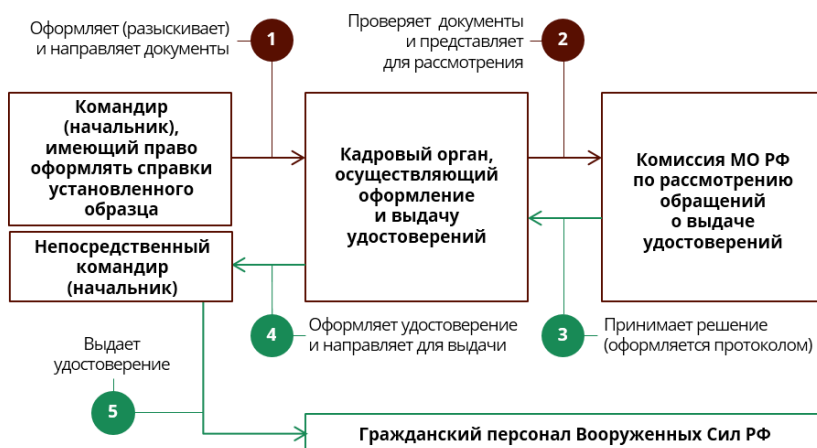 Оформляет (разыскивает)
и направляет документы
1
Проверяет документы
и представляет
для рассмотрения
2
Командир
(начальник),
имеющий право
оформлять справки
установленного
образца
Кадровый орган,
осуществляющий
оформление
и выдачу
удостоверений
Комиссия МО РФ
по рассмотрению
обращений
о выдаче
удостоверений
Непосредственный
командир
(начальник)
4
Оформляет удостоверение
и направляет для выдачи
3
Принимает решение
(оформляется протоколом)
Выдает
удостоверение
5
Гражданский персонал Вооруженных Сил РФ